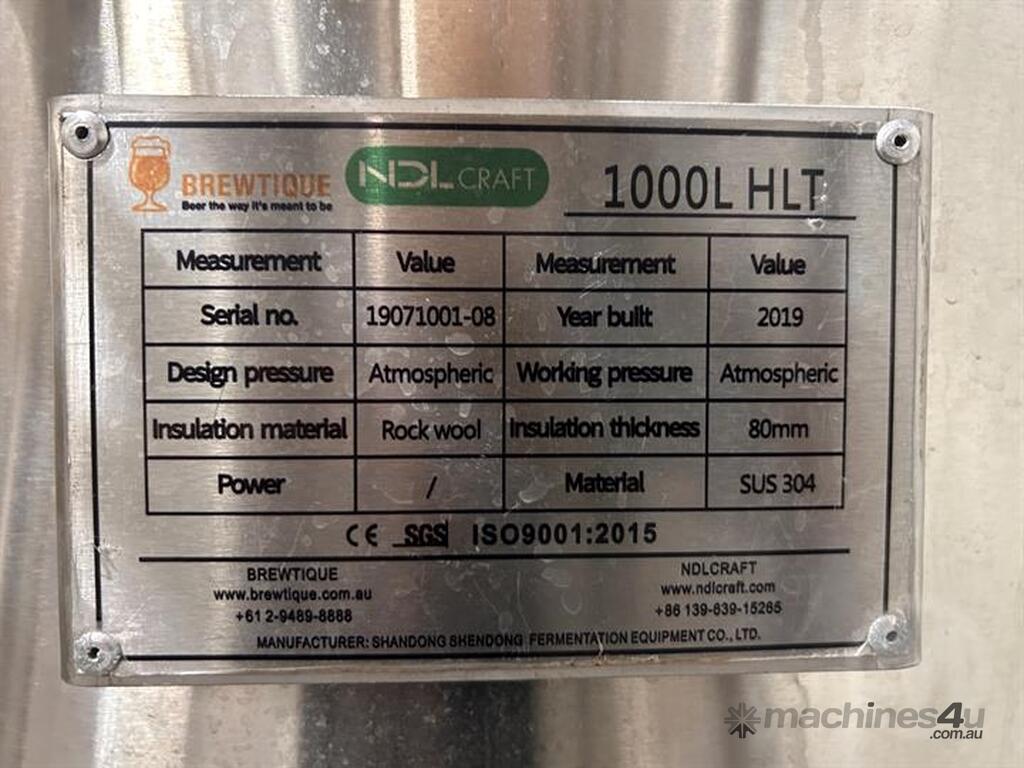 BREWTIQUE
Beer the way it's meant to be
NDL CRAFT
1000L HLT
Measurement Value Measurement Value
Serial no. 19071001-08 Year built 2019
Design pressure Atmospheric Working pressure Atmospheric
Insulation material Rock wool Insulation thickness 80mm
Power / Material SUS 304
CE SGS ISO9001:2015
BREWTIQUE NDLCRAFT
www.brewtique.com.au www.ndlcraft.com
+61 2-9489-8888 +86 139-639-15265
MANUFACTURER: SHANDONG SHENDONG FERMENTATION EQUIPMENT CO., LTD.
machines4u
.com.au